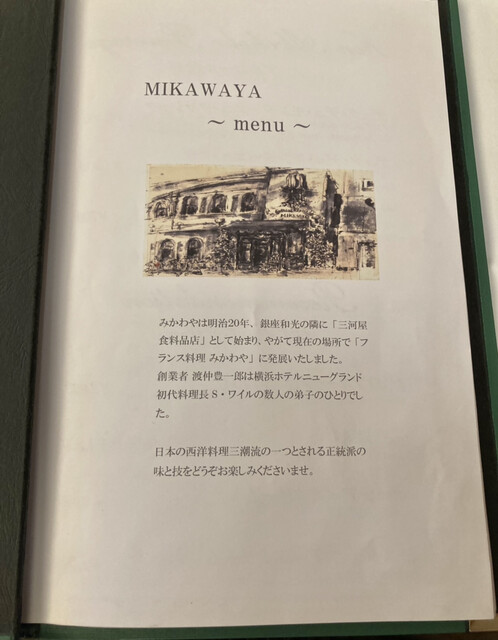 MIKAWAYA
～ menu ～
MIKAWAYA
みかわやは明治20年、銀座和光の隣に「三河屋
食料品店」として始まり、やがて現在の場所で「フ
ランス料理 みかわや」に発展いたしました。
創業者 渡仲豊一郎は横浜ホテルニューグランド
初代料理長 S・ワイルの数人の弟子のひとりでし
た。
日本の西洋料理三潮流の一つとされる正統派の
味と技をどうぞお楽しみくださいませ。